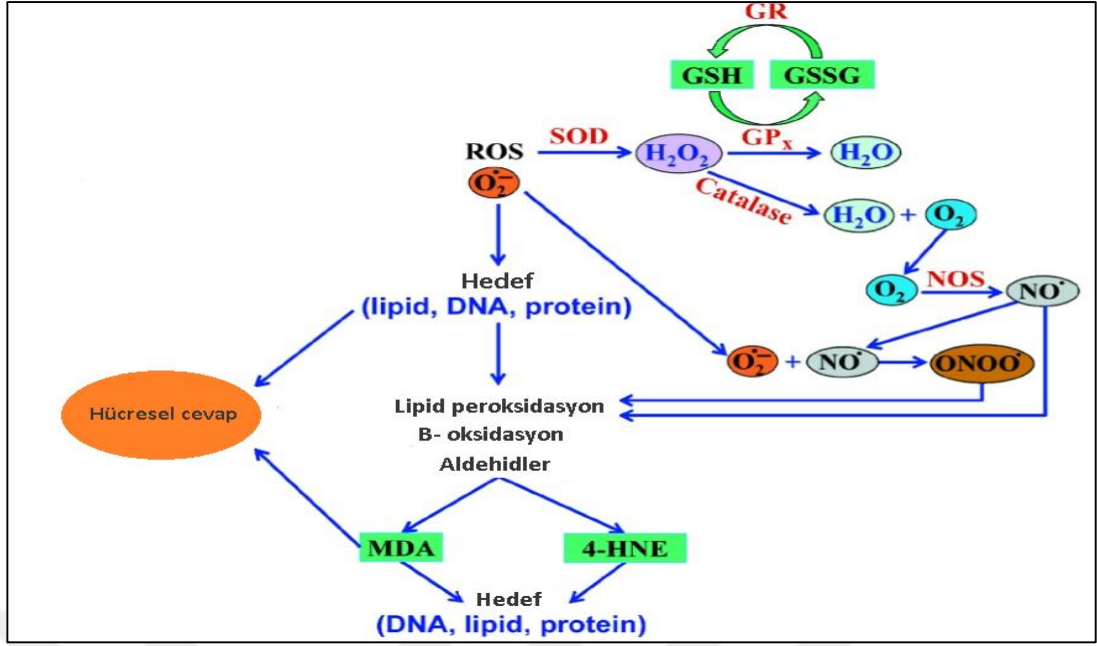 GR
GSH GSSG
ROS SOD H₂O₂ GPₓ H₂O
O₂•− Catalase H₂O + O₂
Hedef
(lipid, DNA, protein)
O₂ NOS NO•
O₂•− + NO• ONOO•
Hücresel cevap
Lipid peroksidasyon
B- oksidasyon
Aldehidler
MDA 4-HNE
Hedef
(DNA, lipid, protein)